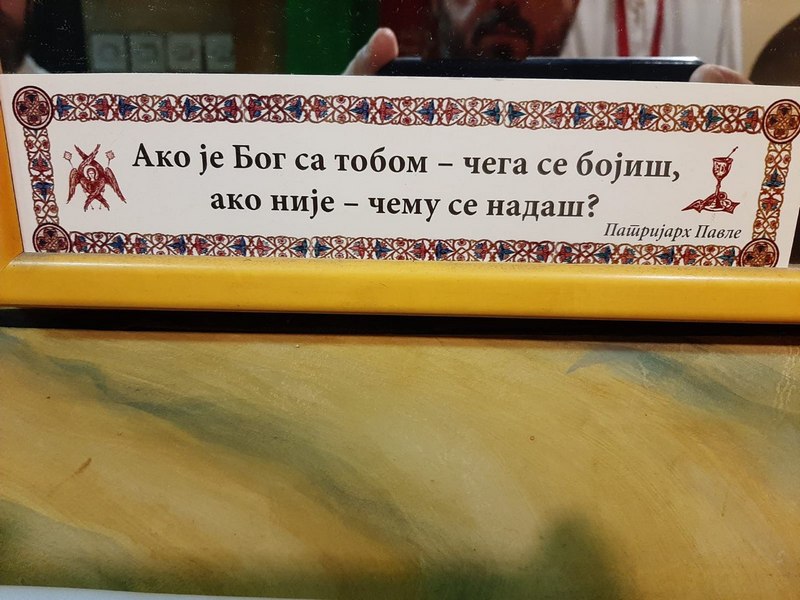 Ако је Бог са тобом – чега се бојиш,
ако није – чему се надаш?
Патријарх Павле